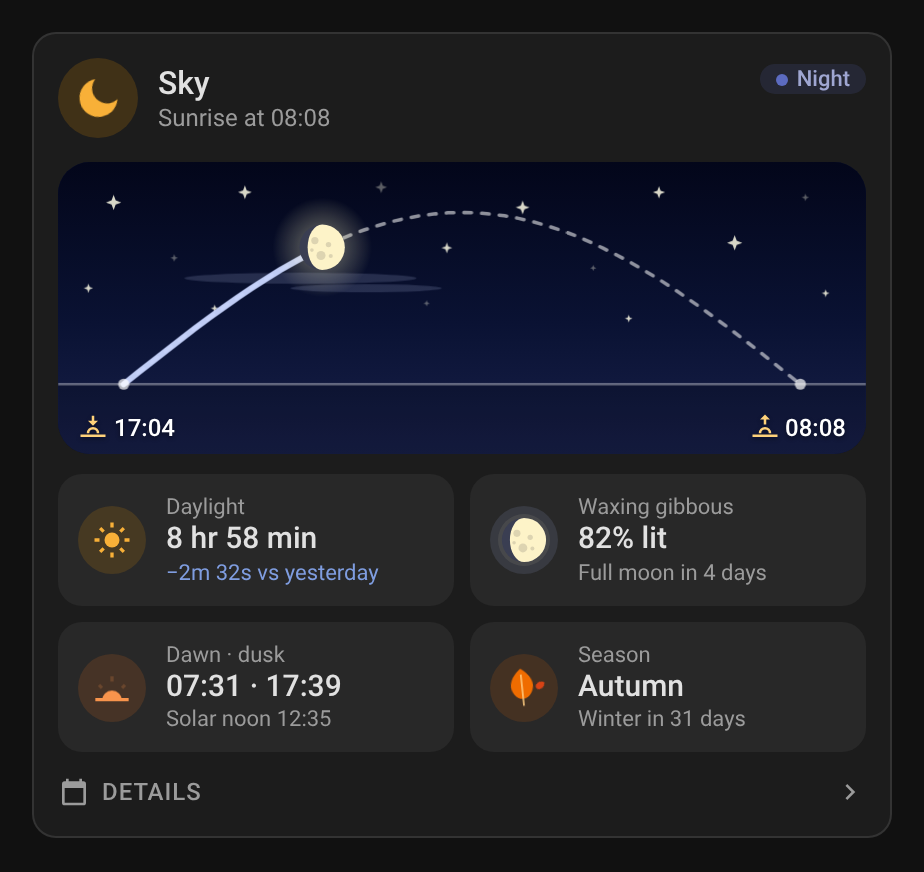 Sky
Night
Sunrise at 08:08
17:04
08:08
Daylight
8 hr 58 min
−2m 32s vs yesterday
Waxing gibbous
82% lit
Full moon in 4 days
Dawn · dusk
07:31 · 17:39
Solar noon 12:35
Season
Autumn
Winter in 31 days
DETAILS